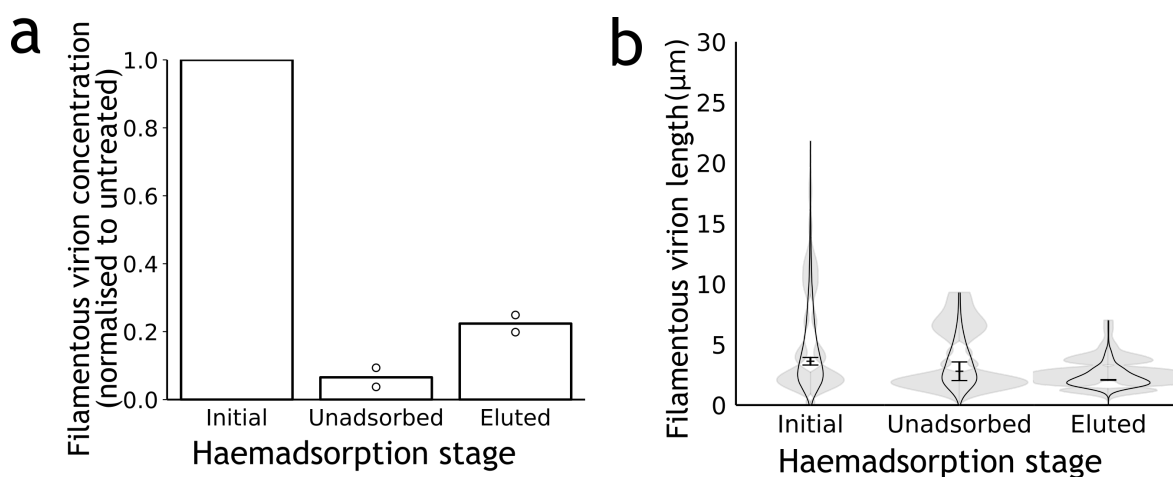 a
Filamentous virion concentration
(normalised to untreated)
1.0
0.8
0.6
0.4
0.2
0.0
Initial Unadsorbed Eluted
Haemadsorption stage
b
Filamentous virion length(μm)
30
25
20
15
10
5
0
Initial Unadsorbed Eluted
Haemadsorption stage